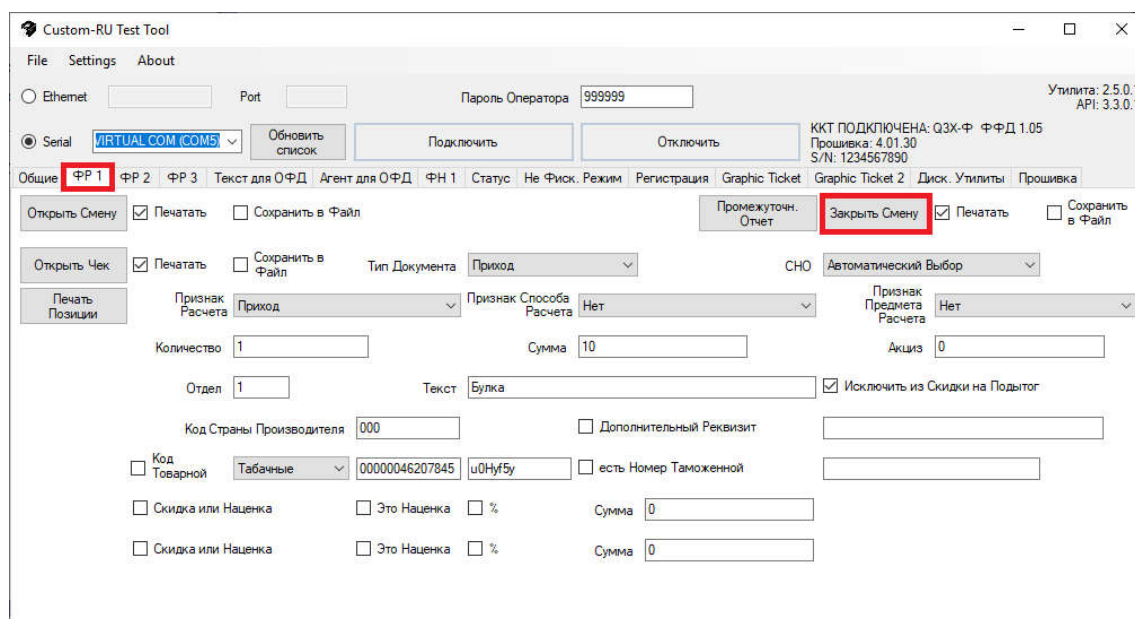 Custom-RU Test Tool
File Settings About
Ethernet Port Пароль Оператора 999999
Утилита: 2.5.0.
API: 3.3.0.
Serial VIRTUAL COM (COM5) Обновить список Подключить Отключить
ККТ ПОДКЛЮЧЕНА: Q3X-Ф ФФД 1.05
Прошивка: 4.01.30
S/N: 1234567890
Общие ФР 1 ФР 2 ФР 3 Текст для ОФД Агент для ОФД ФН 1 Статус Не Фиск. Режим Регистрация Graphic Ticket Graphic Ticket 2 Диск. Утилиты Прошивка
Открыть Смену Печатать Сохранить в Файл Промежуточн. Отчет Закрыть Смену Печатать Сохранить в Файл
Открыть Чек Печатать Сохранить в Файл Тип Документа Приход СНО Автоматический Выбор
Печать Позиции Признак Расчета Приход Признак Способа Расчета Нет Признак Предмета Расчета Нет
Количество 1 Сумма 10 Акциз 0
Отдел 1 Текст Булка Исключить из Скидки на Подытог
Код Страны Производителя 000 Дополнительный Реквизит
Код Товарной Табачные 00000046207845 u0Hyf5y есть Номер Таможенной
Скидка или Наценка Это Наценка % Сумма 0
Скидка или Наценка Это Наценка % Сумма 0